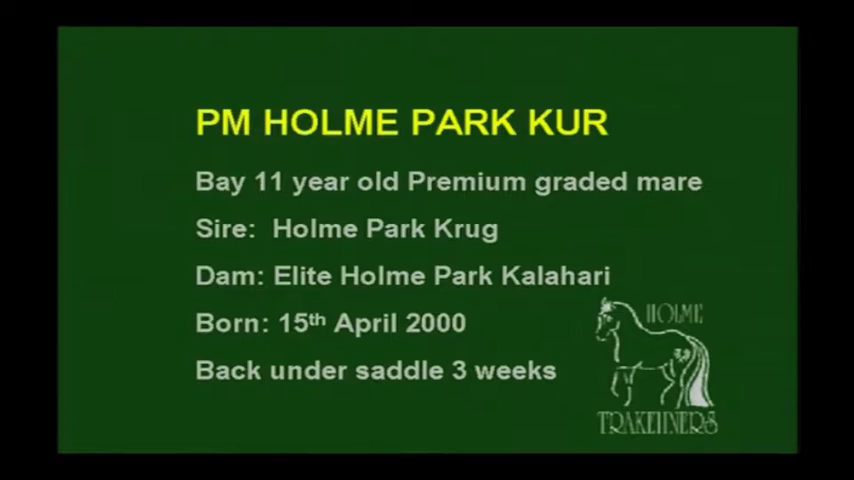 PM HOLME PARK KUR
Bay 11 year old Premium graded mare
Sire: Holme Park Krug
Dam: Elite Holme Park Kalahari
Born: 15th April 2000
Back under saddle 3 weeks
HOLME
TRAKEHNERS